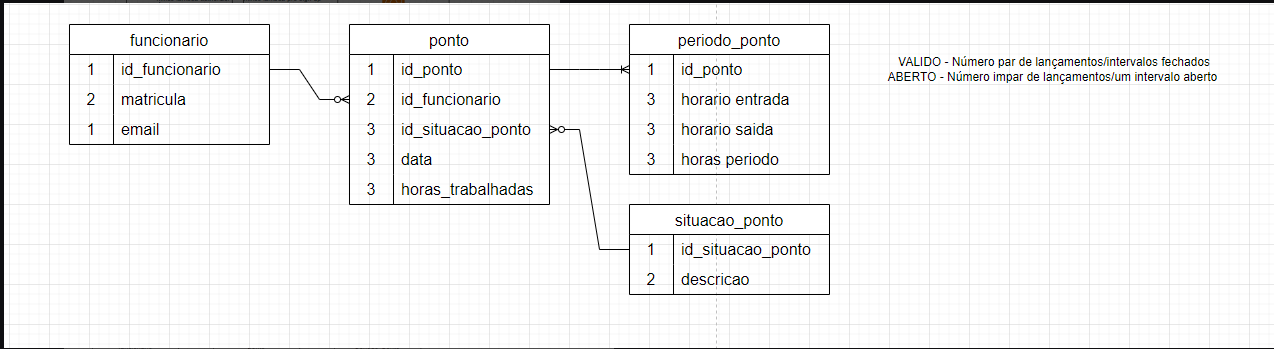 funcionario
1 id_funcionario
2 matricula
1 email
ponto
1 id_ponto
2 id_funcionario
3 id_situacao_ponto
3 data
3 horas_trabalhadas
periodo_ponto
1 id_ponto
3 horario entrada
3 horario saida
3 horas periodo
situacao_ponto
1 id_situacao_ponto
2 descricao
VALIDO - Número par de lançamentos/intervalos fechados
ABERTO - Número impar de lançamentos/um intervalo aberto